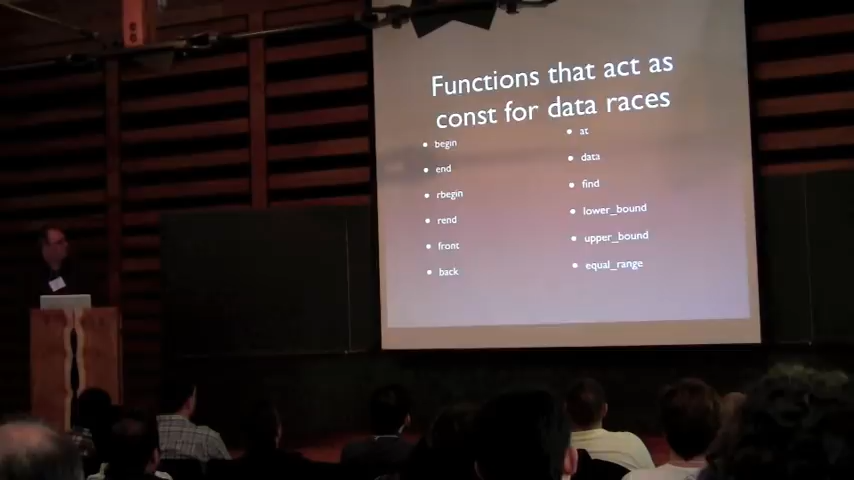 Functions that act as
const for data races
• begin
• end
• rbegin
• rend
• front
• back
• at
• data
• find
• lower_bound
• upper_bound
• equal_range